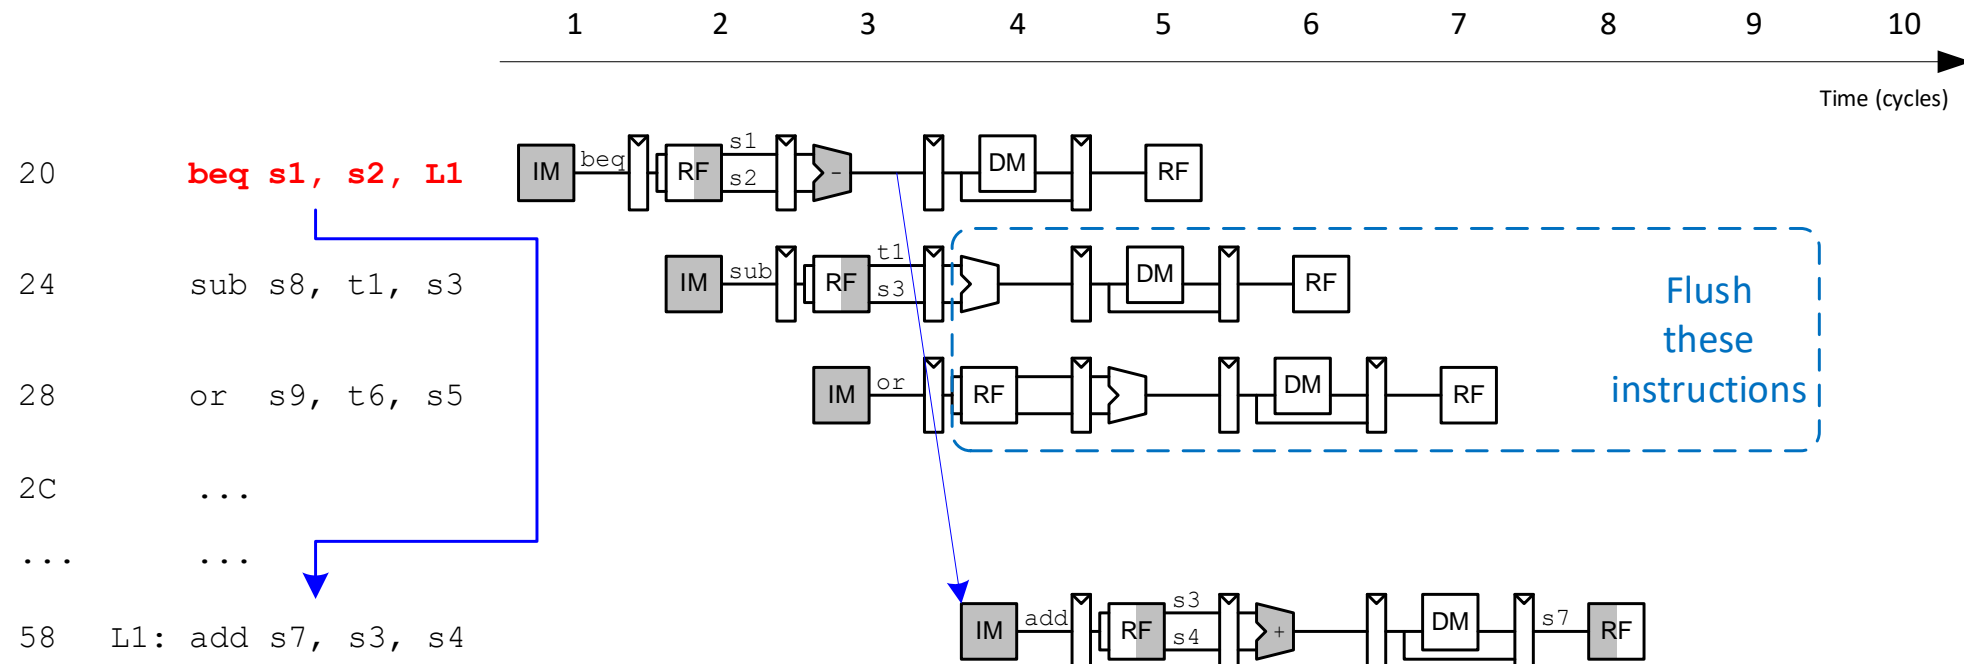 1 2 3 4 5 6 7 8 9 10
Time (cycles)
20 beq s1, s2, L1 IM beq RF s1 s2 - DM RF
24 sub s8, t1, s3 IM sub RF t1 s3 DM RF
28 or s9, t6, s5 IM or RF DM RF
Flush
these
instructions
2C ...
... ...
58 L1: add s7, s3, s4 IM add RF s3 s4 + DM s7 RF